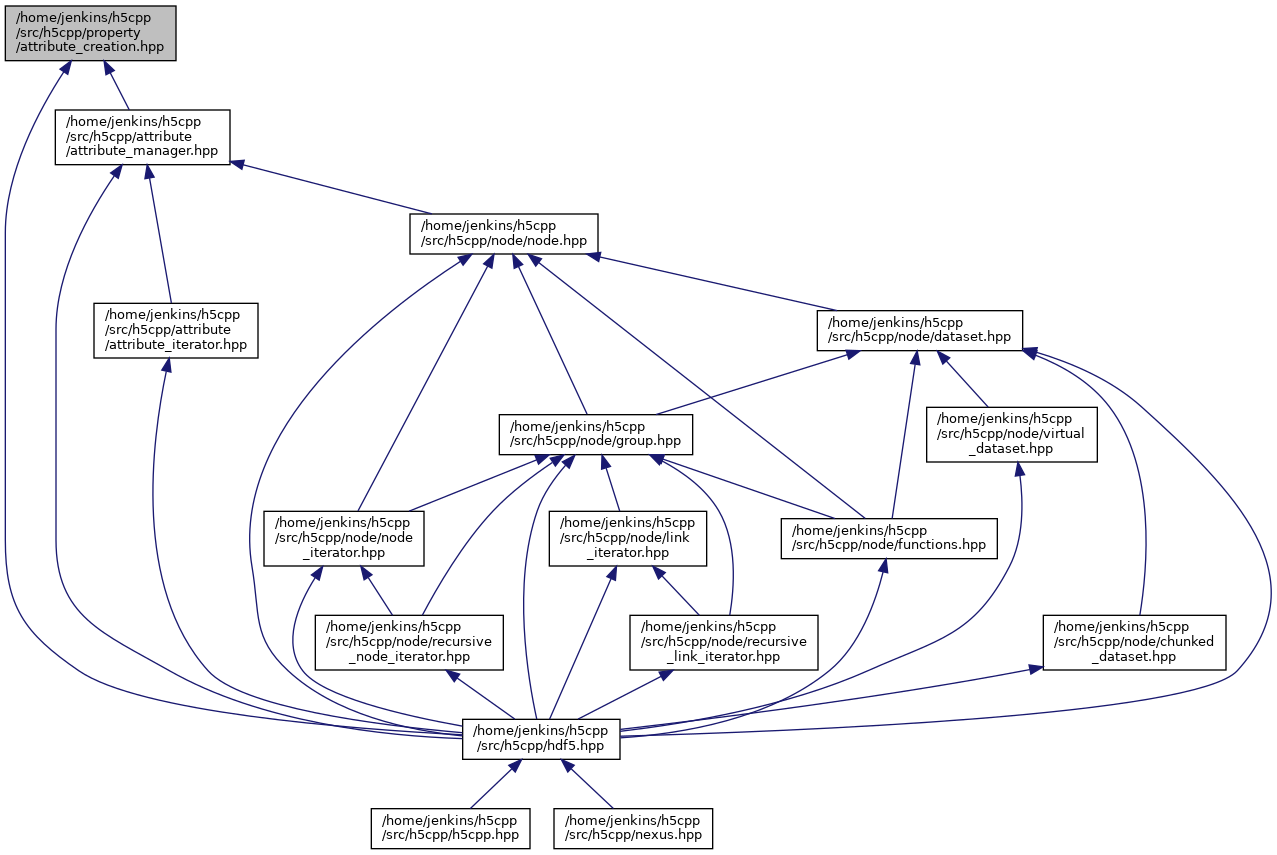 /home/jenkins/h5cpp
/src/h5cpp/property
/attribute_creation.hpp
/home/jenkins/h5cpp
/src/h5cpp/attribute
/attribute_manager.hpp
/home/jenkins/h5cpp
/src/h5cpp/node/node.hpp
/home/jenkins/h5cpp
/src/h5cpp/attribute
/attribute_iterator.hpp
/home/jenkins/h5cpp
/src/h5cpp/node/dataset.hpp
/home/jenkins/h5cpp
/src/h5cpp/node/group.hpp
/home/jenkins/h5cpp
/src/h5cpp/node/virtual
_dataset.hpp
/home/jenkins/h5cpp
/src/h5cpp/node/node
_iterator.hpp
/home/jenkins/h5cpp
/src/h5cpp/node/link
_iterator.hpp
/home/jenkins/h5cpp
/src/h5cpp/node/functions.hpp
/home/jenkins/h5cpp
/src/h5cpp/node/recursive
_node_iterator.hpp
/home/jenkins/h5cpp
/src/h5cpp/node/recursive
_link_iterator.hpp
/home/jenkins/h5cpp
/src/h5cpp/node/chunked
_dataset.hpp
/home/jenkins/h5cpp
/src/h5cpp/hdf5.hpp
/home/jenkins/h5cpp
/src/h5cpp/h5cpp.hpp
/home/jenkins/h5cpp
/src/h5cpp/nexus.hpp